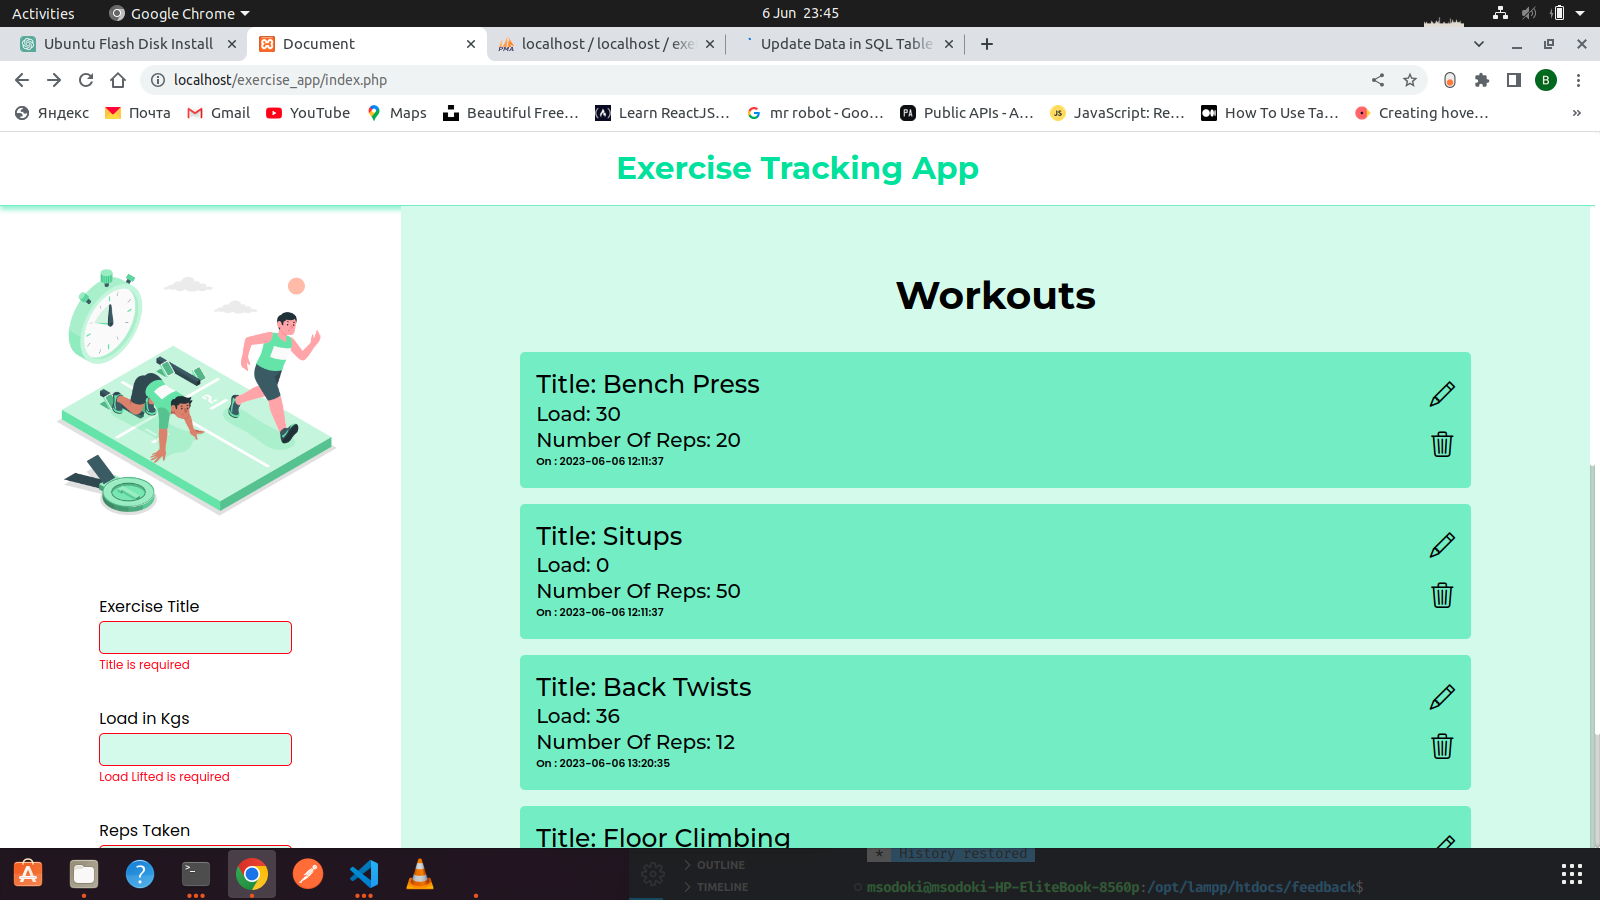 Activities
Google Chrome
6 Jun 23:45
Ubuntu Flash Disk Install
Document
localhost / localhost / exe
Update Data in SQL Table
localhost/exercise_app/index.php
B
Яндекс
Почта
Gmail
YouTube
Maps
Beautiful Free...
Learn ReactJS...
mr robot - Goo...
Public APIs - A...
JavaScript: Re...
How To Use Ta...
Creating hove...
»
Exercise Tracking App
Exercise Title
Title is required
Load in Kgs
Load Lifted is required
Reps Taken
Workouts
Title: Bench Press
Load: 30
Number Of Reps: 20
On : 2023-06-06 12:11:37
Title: Situps
Load: 0
Number Of Reps: 50
On : 2023-06-06 12:11:37
Title: Back Twists
Load: 36
Number Of Reps: 12
On : 2023-06-06 13:20:35
Title: Floor Climbing
OUTLINE
TIMELINE
* History restored
msodoki@msodoki-HP-EliteBook-8560p:/opt/lampp/htdocs/feedback$